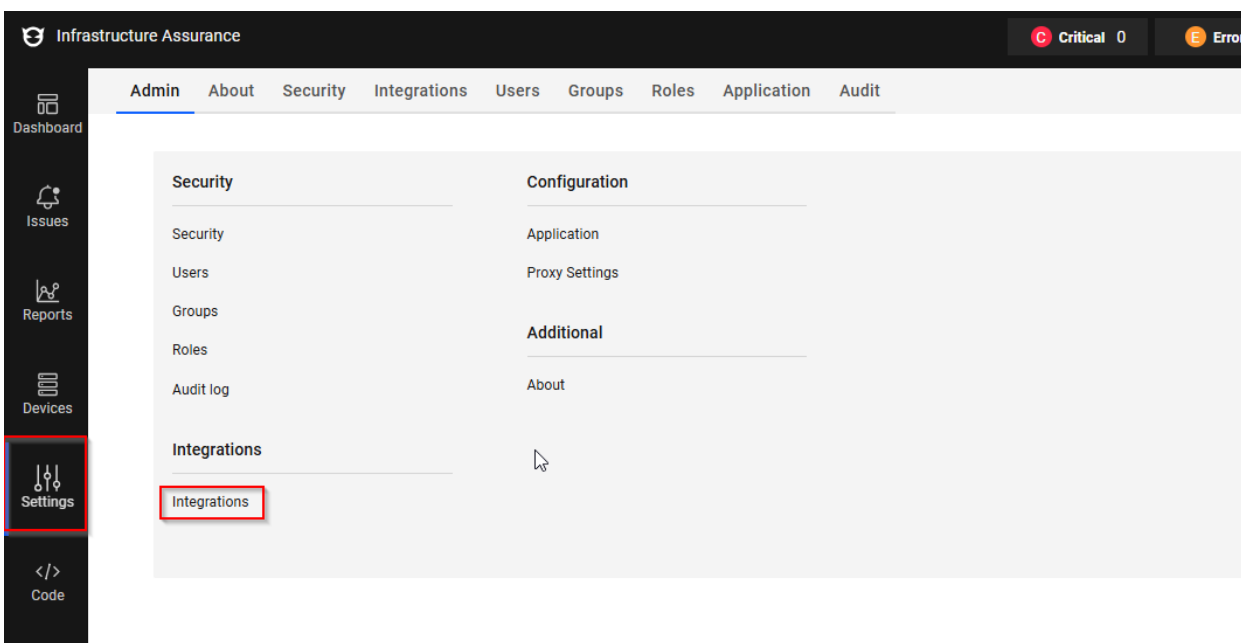 Infrastructure Assurance
C Critical 0
E Erro
Admin About Security Integrations Users Groups Roles Application Audit
Dashboard
Issues
Reports
Devices
Settings
</> Code
Security
Security
Users
Groups
Roles
Audit log
Integrations
Integrations
Configuration
Application
Proxy Settings
Additional
About